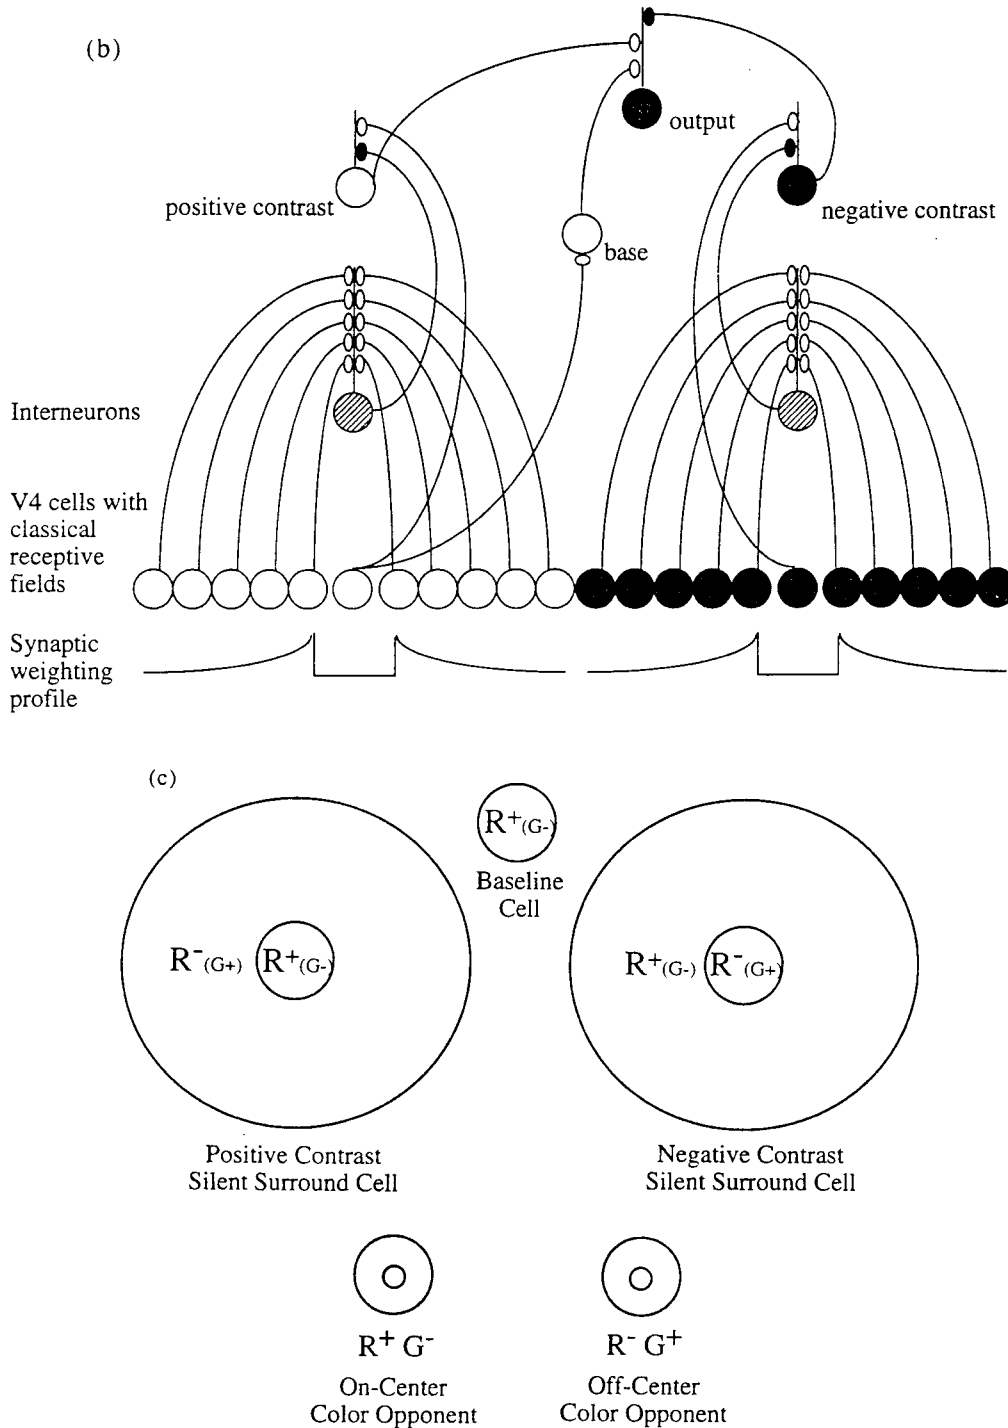 (b)
output
positive contrast
negative contrast
base
Interneurons
V4 cells with
classical
receptive
fields
Synaptic
weighting
profile
(c)
R+(G-)
Baseline
Cell
R-(G+) R+(G-)
R+(G-) R-(G+)
Positive Contrast
Silent Surround Cell
Negative Contrast
Silent Surround Cell
R+ G-
On-Center
Color Opponent
R- G+
Off-Center
Color Opponent